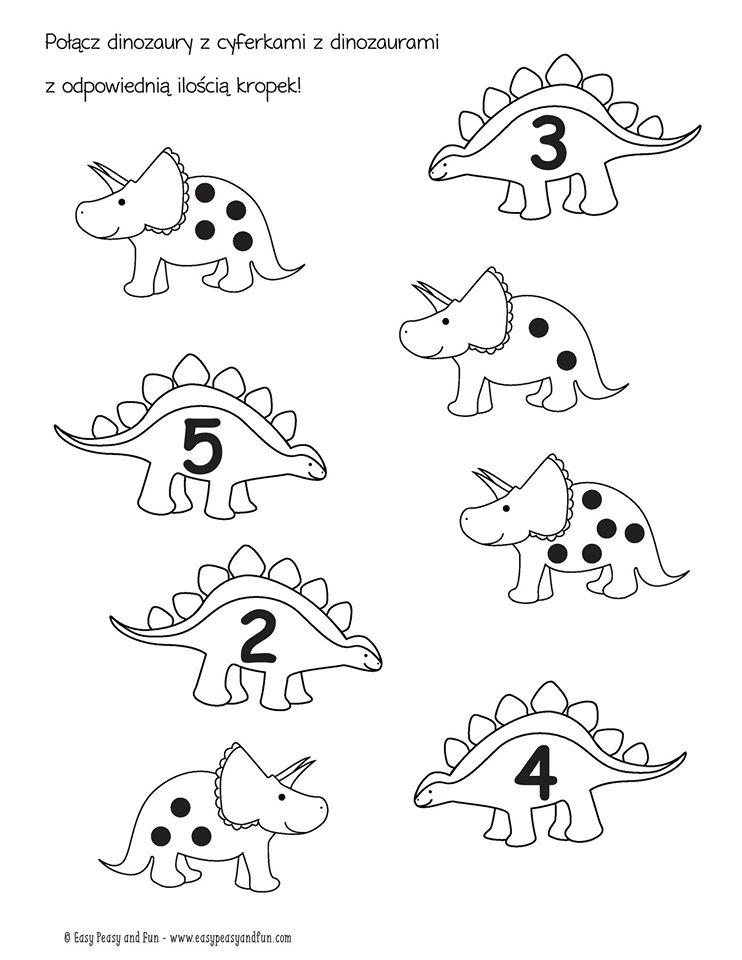 Połącz dinozaury z cyferkami z dinozaurami
z odpowiednią ilością kropek!
3
5
2
4
© Easy Peasy and Fun - www.easypeasyandfun.com